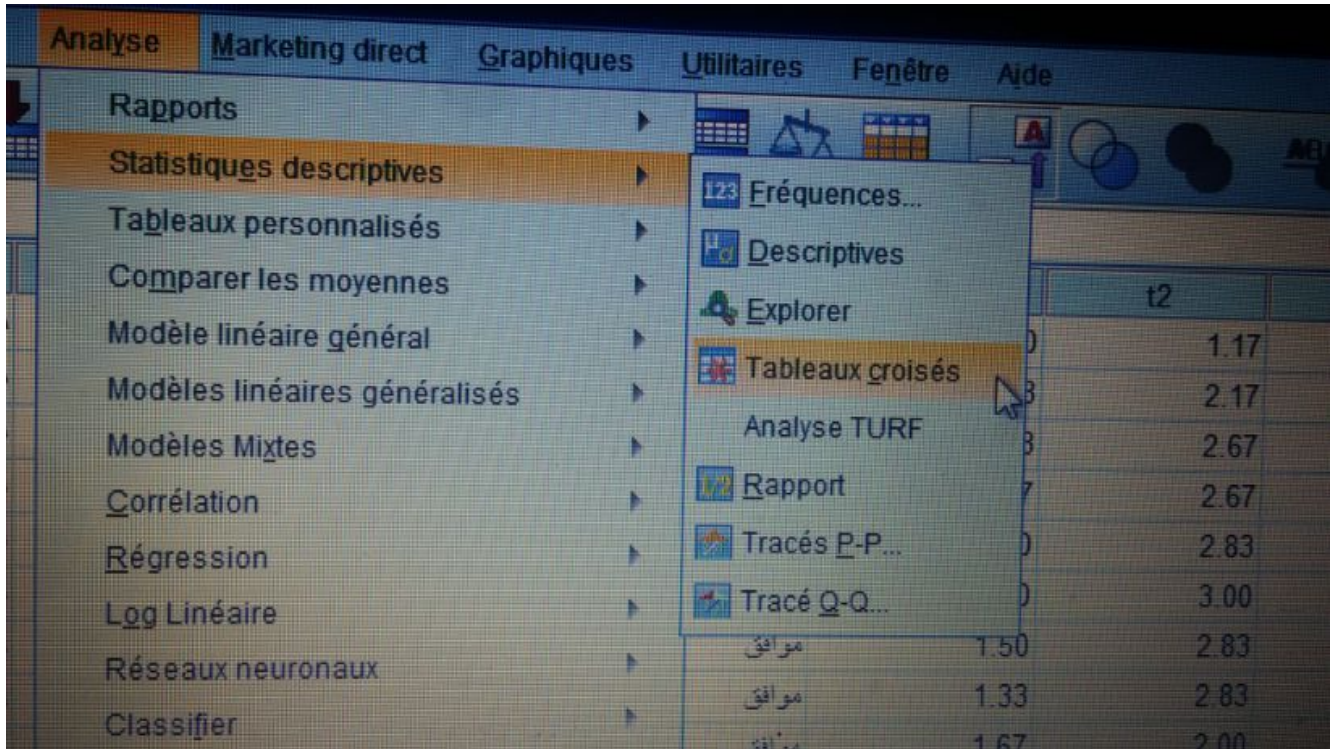 Analyse Marketing direct Graphiques Utilitaires Fenêtre Aide
Rapports
Statistiques descriptives
Tableaux personnalisés
Comparer les moyennes
Modèle linéaire général
Modèles linéaires généralisés
Modèles Mixtes
Corrélation
Régression
Log Linéaire
Réseaux neuronaux
Classifier
123 Fréquences...
Descriptives
Explorer
Tableaux croisés
Analyse TURF
1/2 Rapport
Tracés P-P...
Tracé Q-Q...
A
t2
1.17
2.17
2.67
2.67
2.83
3.00
موافق 1.50 2.83
موافق 1.33 2.83
1.67 2.00